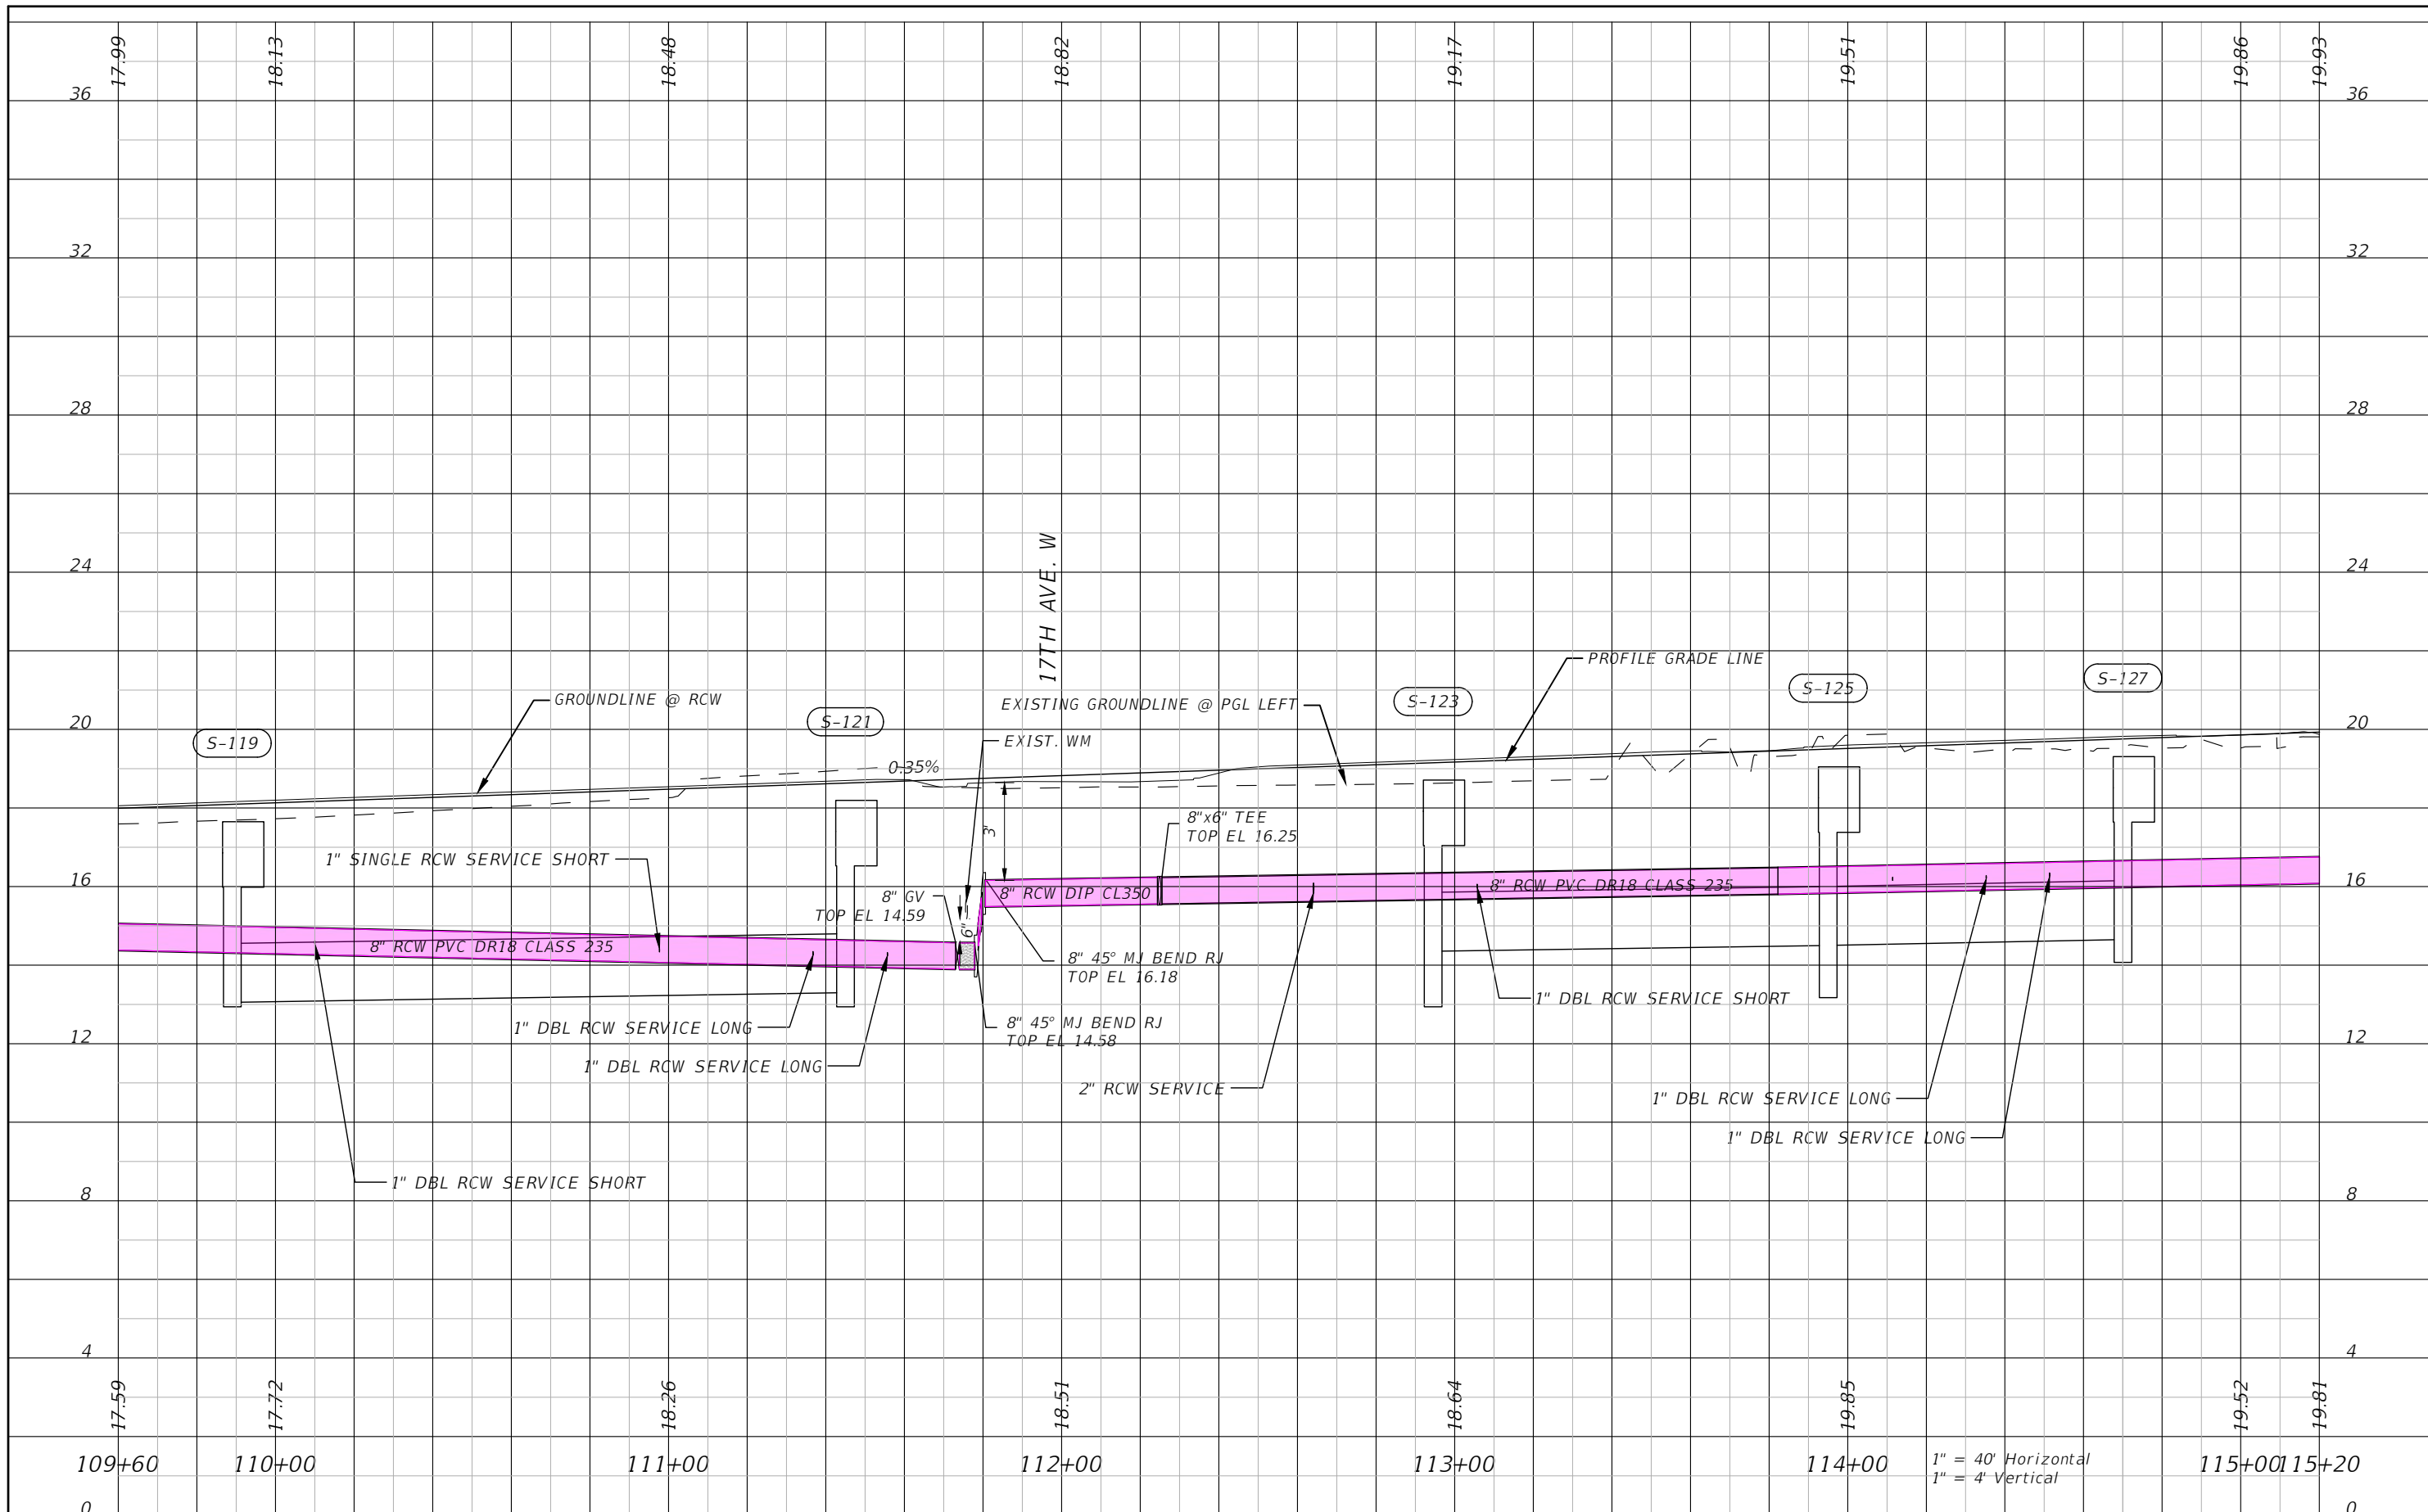 17.99
18.13
18.48
18.82
19.17
19.51
19.86
19.93
36
36
32
32
28
28
24
24
17TH AVE. W
PROFILE GRADE LINE
S-127
S-125
GROUNDLINE @ RCW
EXISTING GROUNDLINE @ PGL LEFT
S-123
20
S-121
20
S-119
EXIST. WM
0.35%
3'
8"x6" TEE
TOP EL 16.25
1" SINGLE RCW SERVICE SHORT
16
16
8" GV
TOP EL 14.59
8" RCW DIP CL350
8" RCW PVC DR18 CLASS 235
6"
8" RCW PVC DR18 CLASS 235
8" 45° MJ BEND RJ
TOP EL 16.18
1" DBL RCW SERVICE SHORT
1" DBL RCW SERVICE LONG
8" 45° MJ BEND RJ
TOP EL 14.58
12
12
1" DBL RCW SERVICE LONG
2" RCW SERVICE
1" DBL RCW SERVICE LONG
1" DBL RCW SERVICE LONG
1" DBL RCW SERVICE SHORT
8
8
4
4
17.59
17.72
18.26
18.51
18.64
19.85
19.52
19.81
109+60
110+00
111+00
112+00
113+00
114+00
1" = 40' Horizontal
1" = 4' Vertical
115+00
115+20
0
0